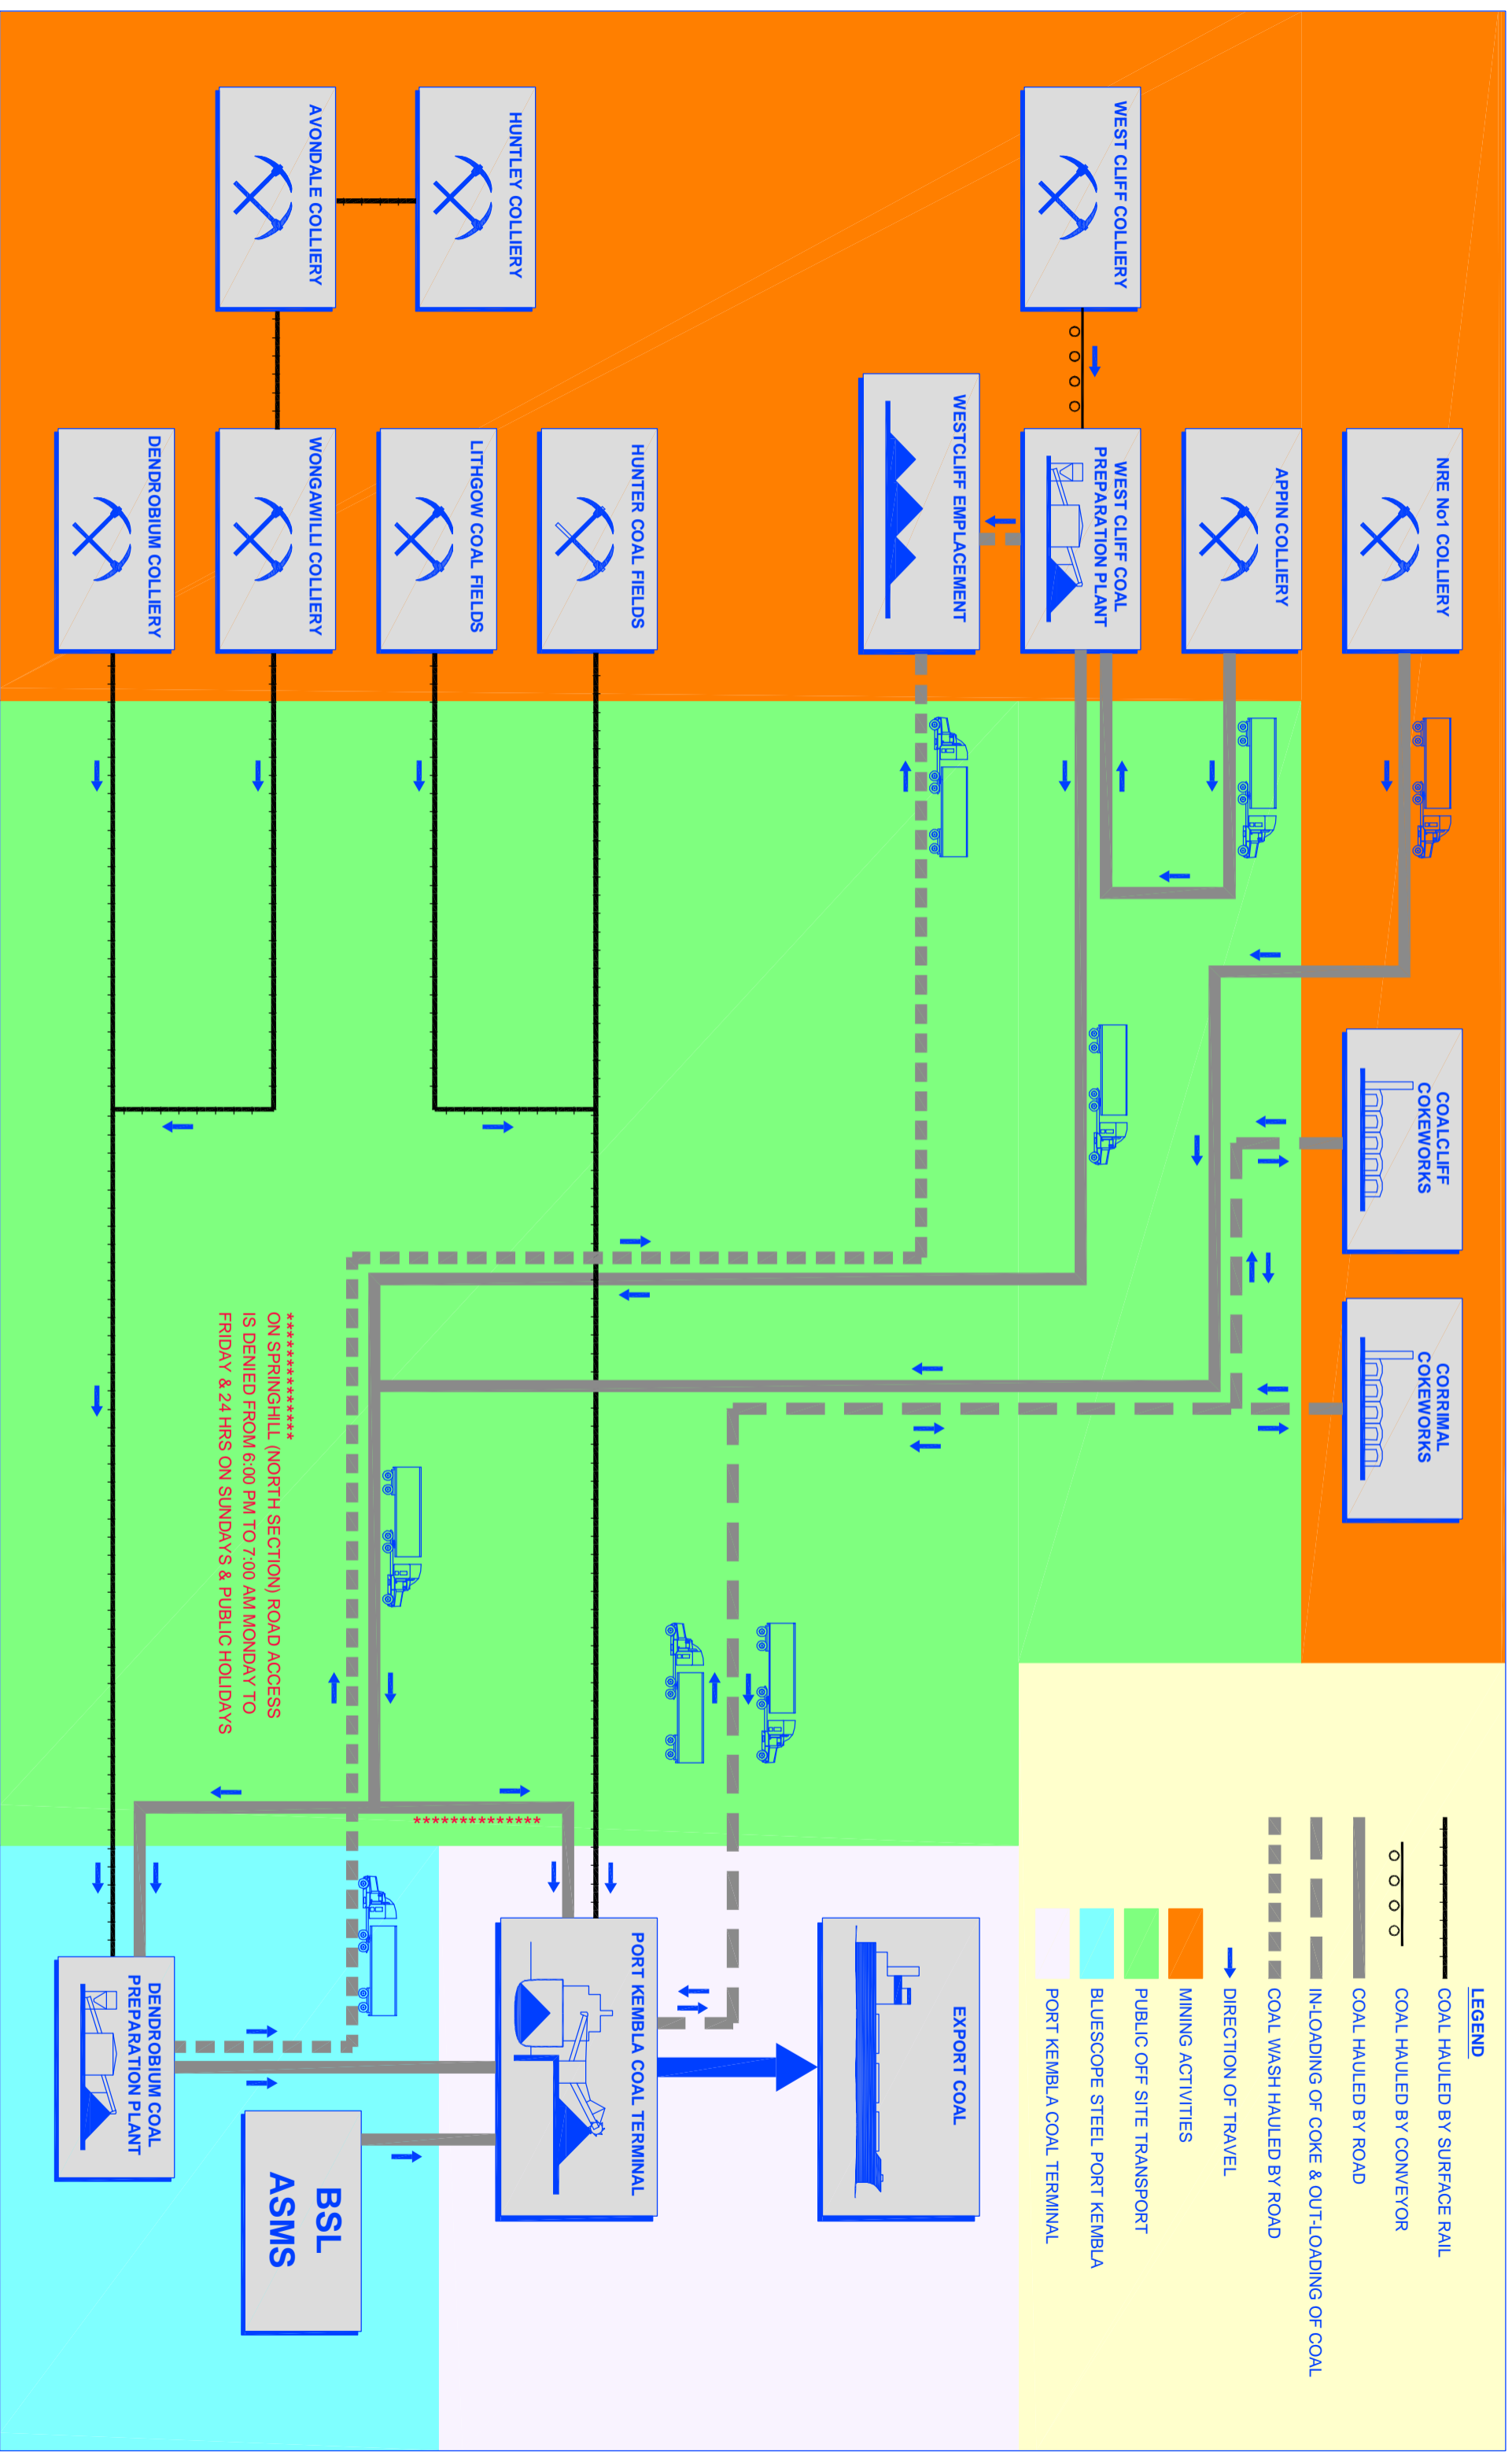 NRE No1 COLLIERY
COALCLIFF
COKEWORKS
CORRIMAL
COKEWORKS
APPIN COLLIERY
WEST CLIFF COLLIERY
WEST CLIFF COAL
PREPARATION PLANT
WESTCLIFF EMPLACEMENT
HUNTER COAL FIELDS
HUNTLEY COLLIERY
LITHGOW COAL FIELDS
AVONDALE COLLIERY
WONGAWILLI COLLIERY
DENDROBIUM COLLIERY
**************
ON SPRINGHILL (NORTH SECTION) ROAD ACCESS
IS DENIED FROM 6:00 PM TO 7:00 AM MONDAY TO
FRIDAY & 24 HRS ON SUNDAYS & PUBLIC HOLIDAYS
**************
LEGEND
COAL HAULED BY SURFACE RAIL
COAL HAULED BY CONVEYOR
COAL HAULED BY ROAD
IN-LOADING OF COKE & OUT-LOADING OF COAL
COAL WASH HAULED BY ROAD
DIRECTION OF TRAVEL
MINING ACTIVITIES
PUBLIC OFF SITE TRANSPORT
BLUESCOPE STEEL PORT KEMBLA
PORT KEMBLA COAL TERMINAL
EXPORT COAL
PORT KEMBLA COAL TERMINAL
BSL
ASMS
DENDROBIUM COAL
PREPARATION PLANT